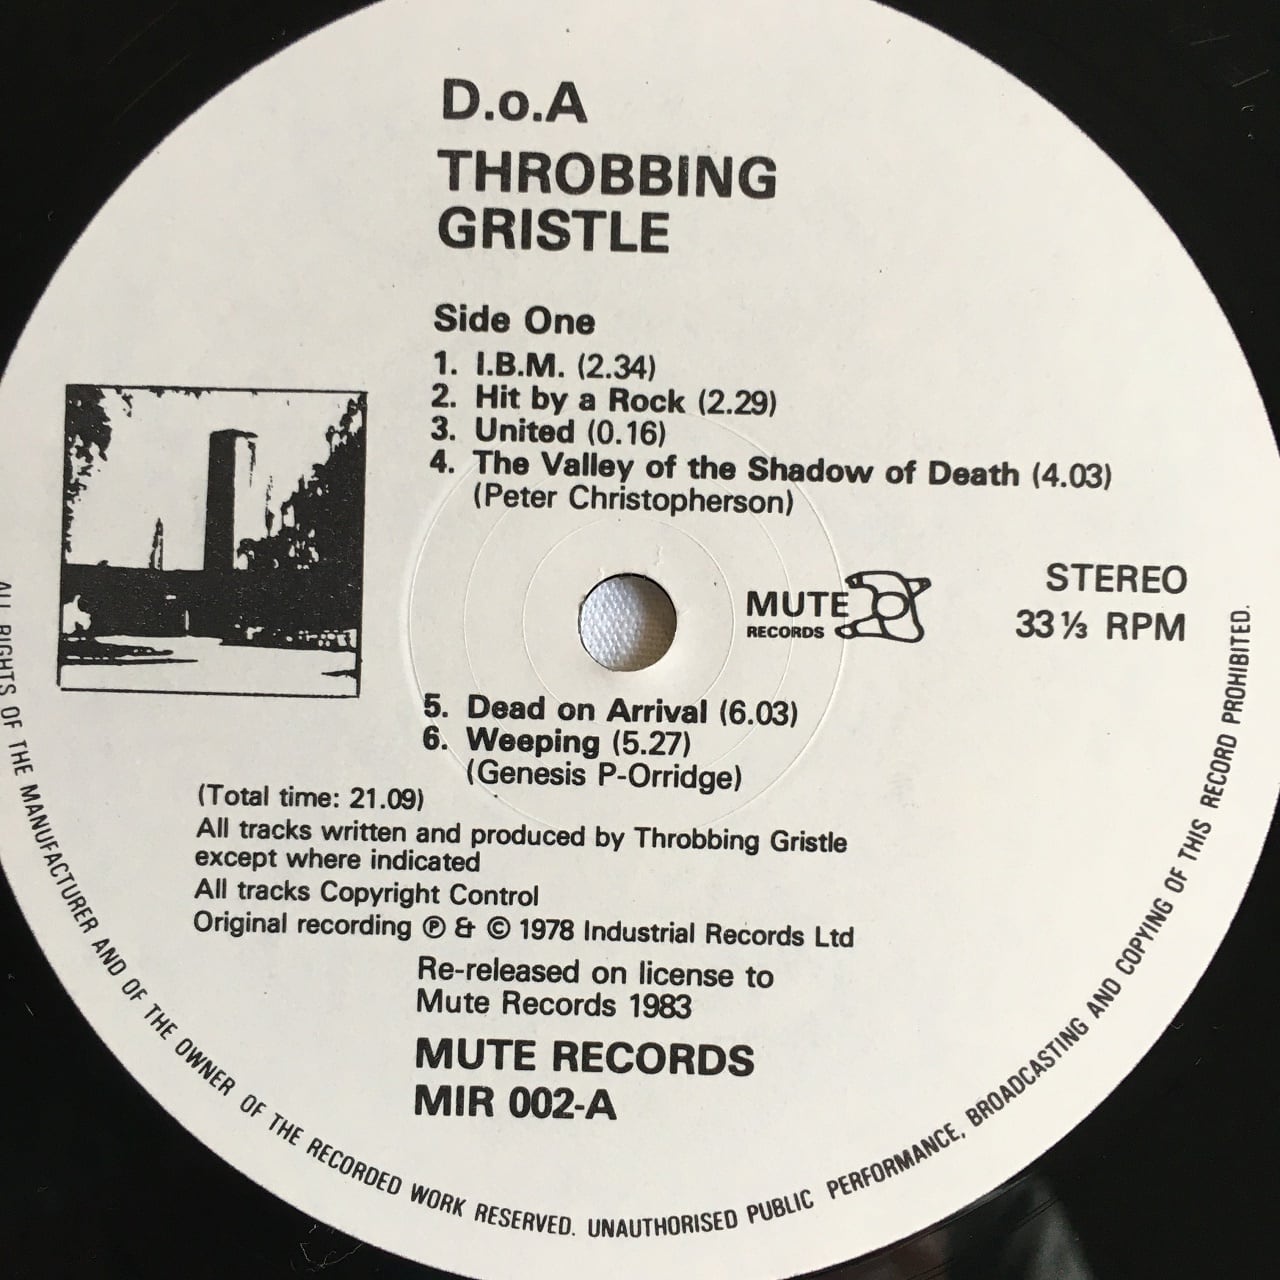 D.o.A
THROBBING
GRISTLE
Side One
1. I.B.M. (2.34)
2. Hit by a Rock (2.29)
3. United (0.16)
4. The Valley of the Shadow of Death (4.03)
(Peter Christopherson)
MUTE
RECORDS
STEREO
33⅓ RPM
5. Dead on Arrival (6.03)
6. Weeping (5.27)
(Genesis P-Orridge)
(Total time: 21.09)
All tracks written and produced by Throbbing Gristle
except where indicated
All tracks Copyright Control
Original recording ℗ & © 1978 Industrial Records Ltd
Re-released on license to
Mute Records 1983
MUTE RECORDS
MIR 002-A
ALL RIGHTS OF THE MANUFACTURER AND OF THE OWNER OF THE RECORDED WORK RESERVED. UNAUTHORISED PUBLIC PERFORMANCE, BROADCASTING AND COPYING OF THIS RECORD PROHIBITED.